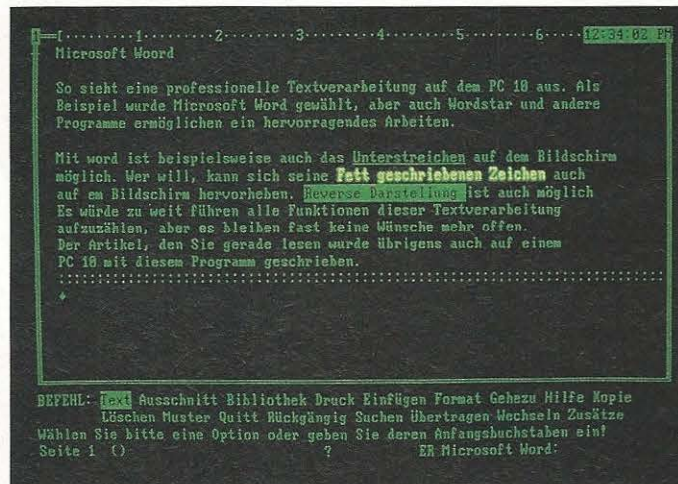 1=[.........1.........2.........3.........4.........5.........6.....12:34:02 PM
Microsoft Woord
So sieht eine professionelle Textverarbeitung auf dem PC 10 aus. Als
Beispiel wurde Microsoft Word gewählt, aber auch Wordstar und andere
Programme ermöglichen ein hervorragendes Arbeiten.
Mit word ist beispielsweise auch das Unterstreichen auf dem Bildschirm
möglich. Wer will, kann sich seine Fett geschriebenen Zeichen auch
auf em Bildschirm hervorheben. Reverse Darstellung ist auch möglich
Es würde zu weit führen alle Funktionen dieser Textverarbeitung
aufzuzählen, aber es bleiben fast keine Wünsche mehr offen.
Der Artikel, den Sie gerade lesen wurde übrigens auch auf einem
PC 10 mit diesem Programm geschrieben.
BEFEHL: Text Ausschnitt Bibliothek Druck Einfügen Format Gehezu Hilfe Kopie
Löschen Muster Quitt Rückgängig Suchen Übertragen Wechseln Zusätze
Wählen Sie bitte eine Option oder geben Sie deren Anfangsbuchstaben ein!
Seite 1 () ? ER Microsoft Word: